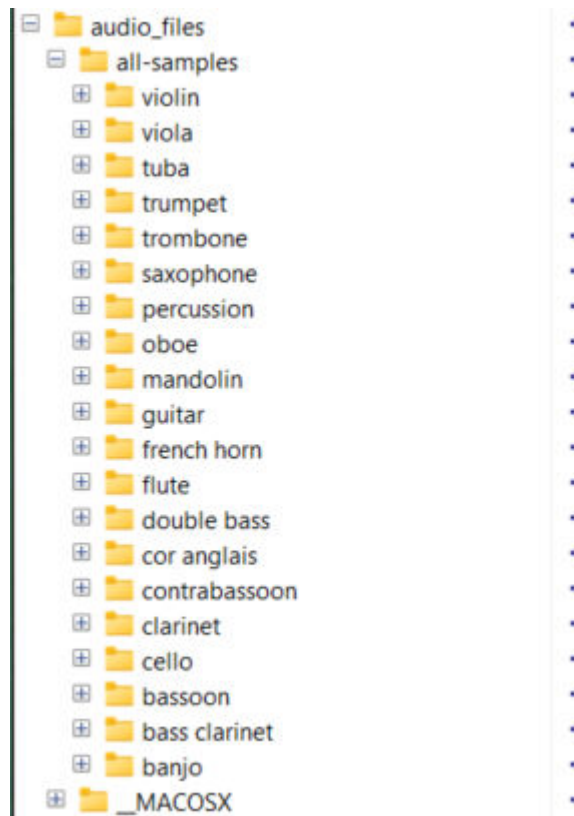 audio_files
all-samples
violin
viola
tuba
trumpet
trombone
saxophone
percussion
oboe
mandolin
guitar
french horn
flute
double bass
cor anglais
contrabassoon
clarinet
cello
bassoon
bass clarinet
banjo
__MACOSX